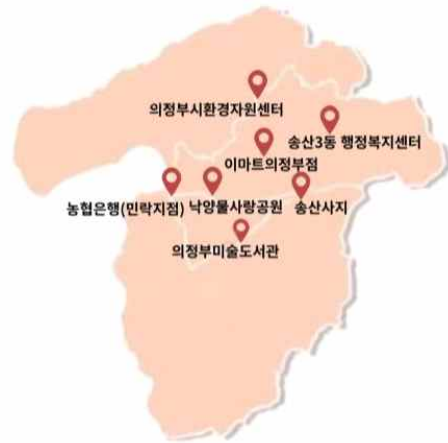 의정부시환경자원센터
송산3동 행정복지센터
이마트의정부점
농협은행(민락지점)
낙양물사랑공원
송산사지
의정부미술도서관